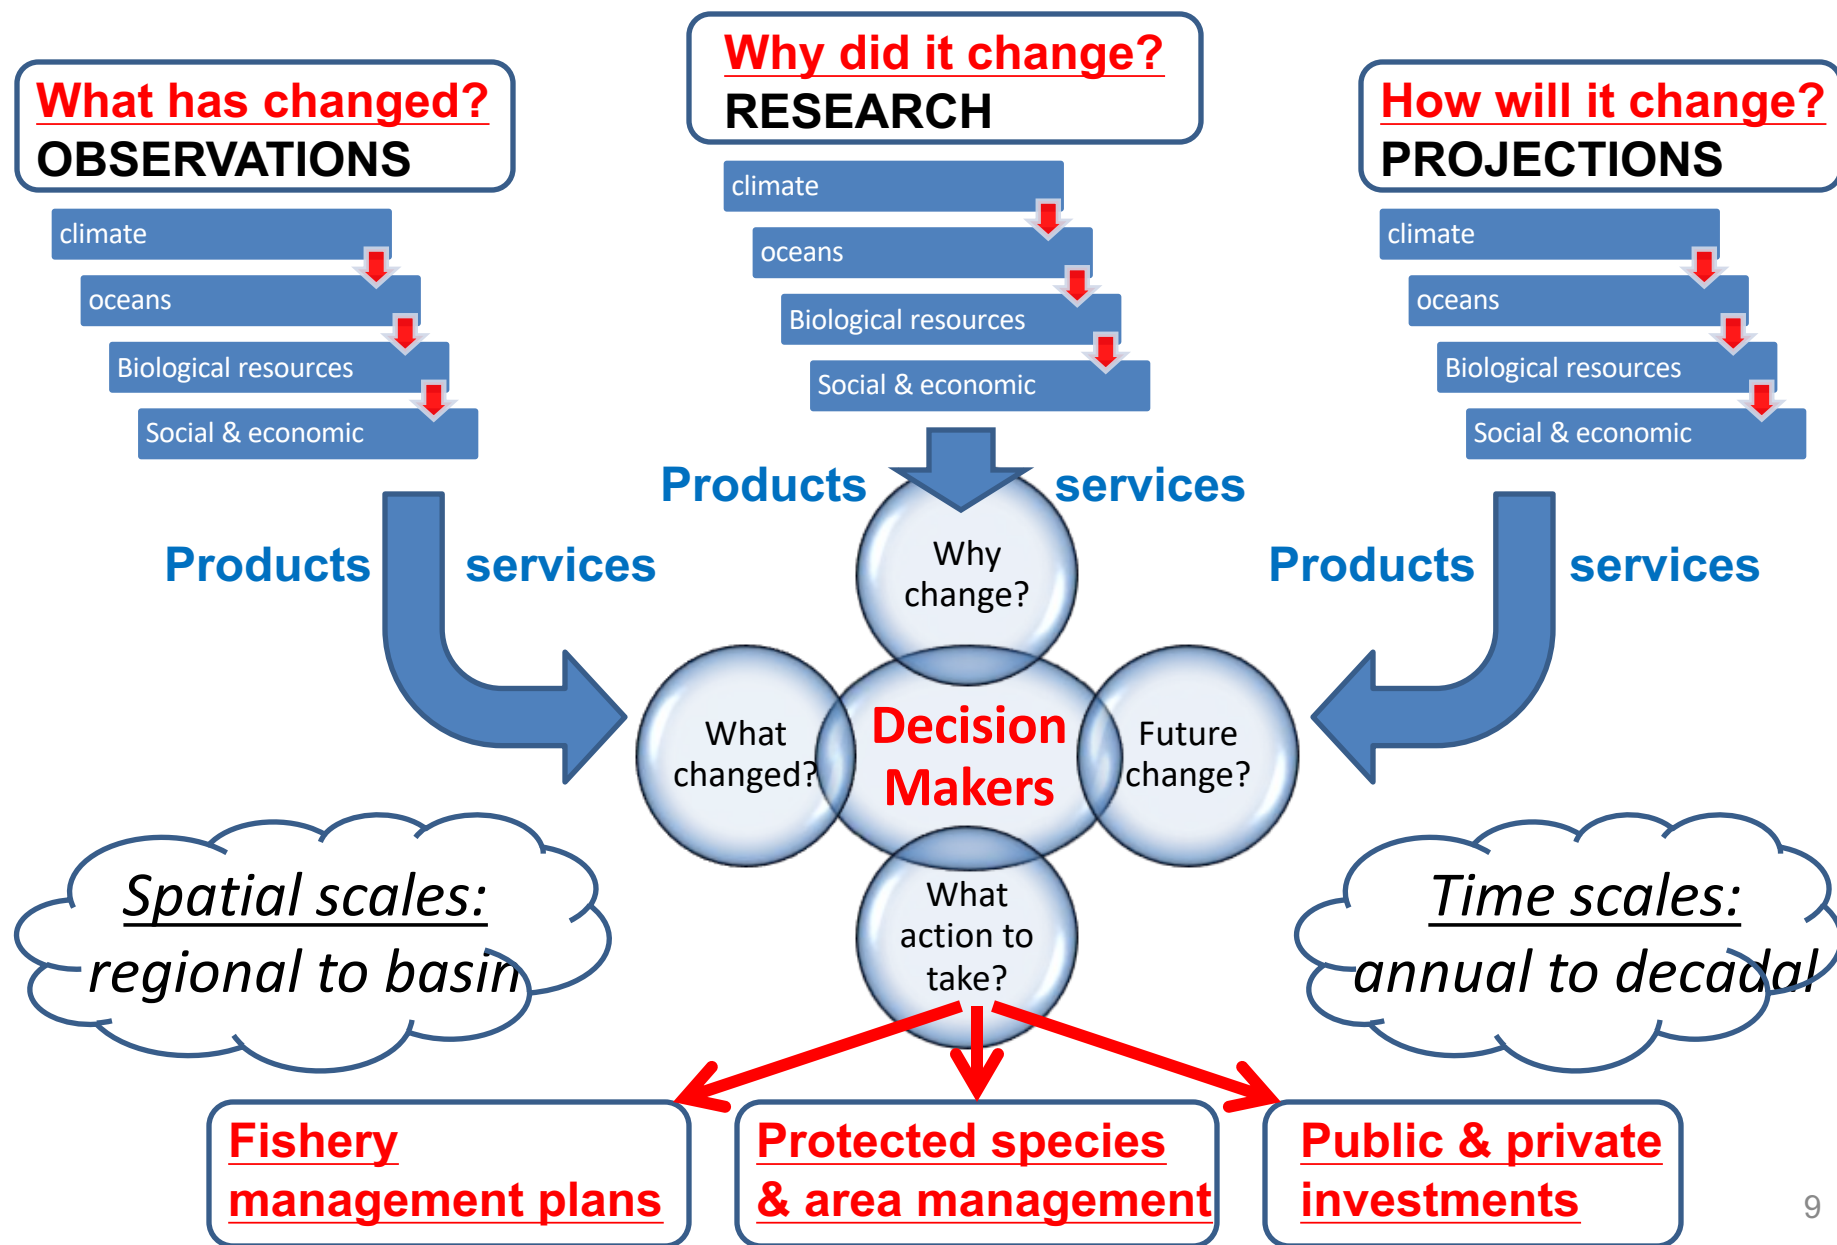 What has changed?
OBSERVATIONS
climate
oceans
Biological resources
Social & economic
Products services
Why did it change?
RESEARCH
climate
oceans
Biological resources
Social & economic
Products services
How will it change?
PROJECTIONS
climate
oceans
Biological resources
Social & economic
Products services
Why
change?
What
changed?
Decision
Makers
Future
change?
What
action to
take?
Spatial scales:
regional to basin
Time scales:
annual to decadal
Fishery
management plans
Protected species
& area management
Public & private
investments
9